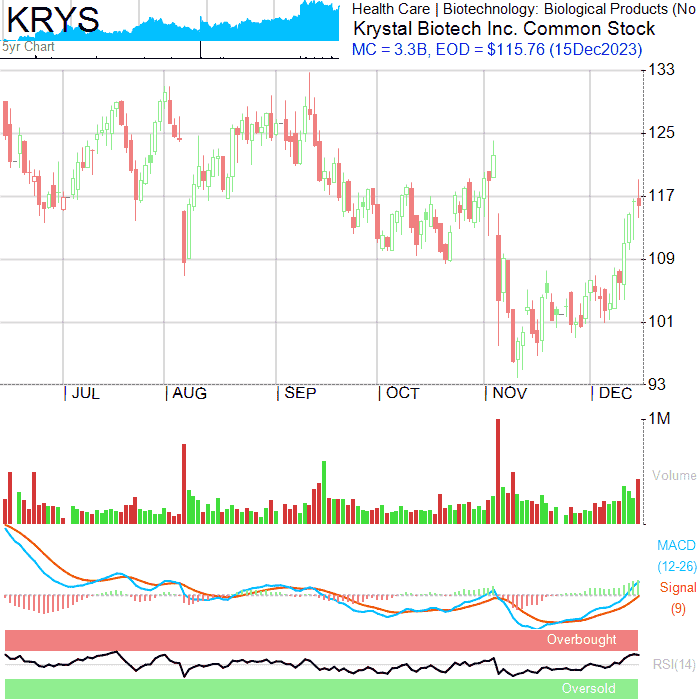 KRYS
5yr Chart
Health Care | Biotechnology: Biological Products (No
Krystal Biotech Inc. Common Stock
MC = 3.3B, EOD = $115.76 (15Dec2023)
133
125
117
109
101
93
| JUL | AUG | SEP | OCT | NOV | DEC
1M
Volume
MACD
(12-26)
Signal
(9)
Overbought
RSI(14)
Oversold